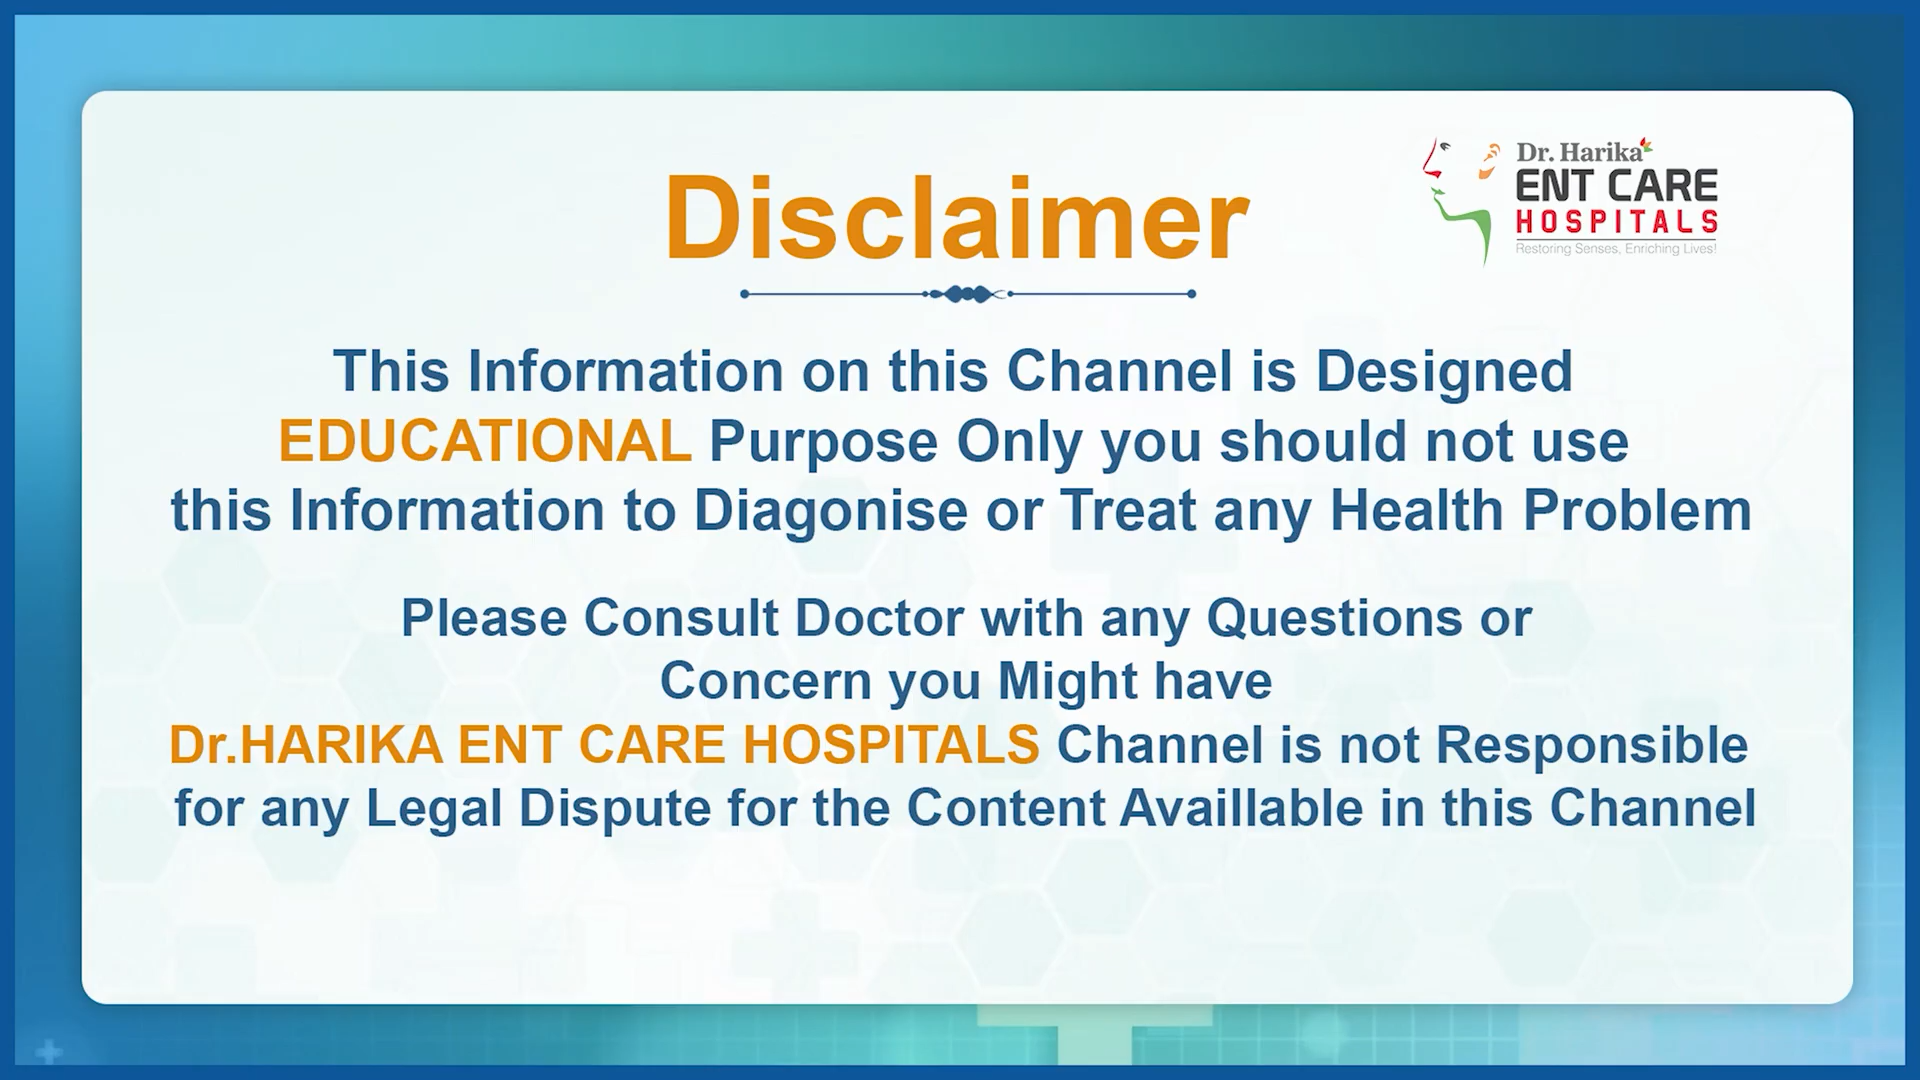 Dr. Harika
ENT CARE
HOSPITALS
Restoring Senses, Enriching Lives!
Disclaimer
This Information on this Channel is Designed
EDUCATIONAL Purpose Only you should not use
this Information to Diagonise or Treat any Health Problem
Please Consult Doctor with any Questions or
Concern you Might have
Dr.HARIKA ENT CARE HOSPITALS Channel is not Responsible
for any Legal Dispute for the Content Availlable in this Channel